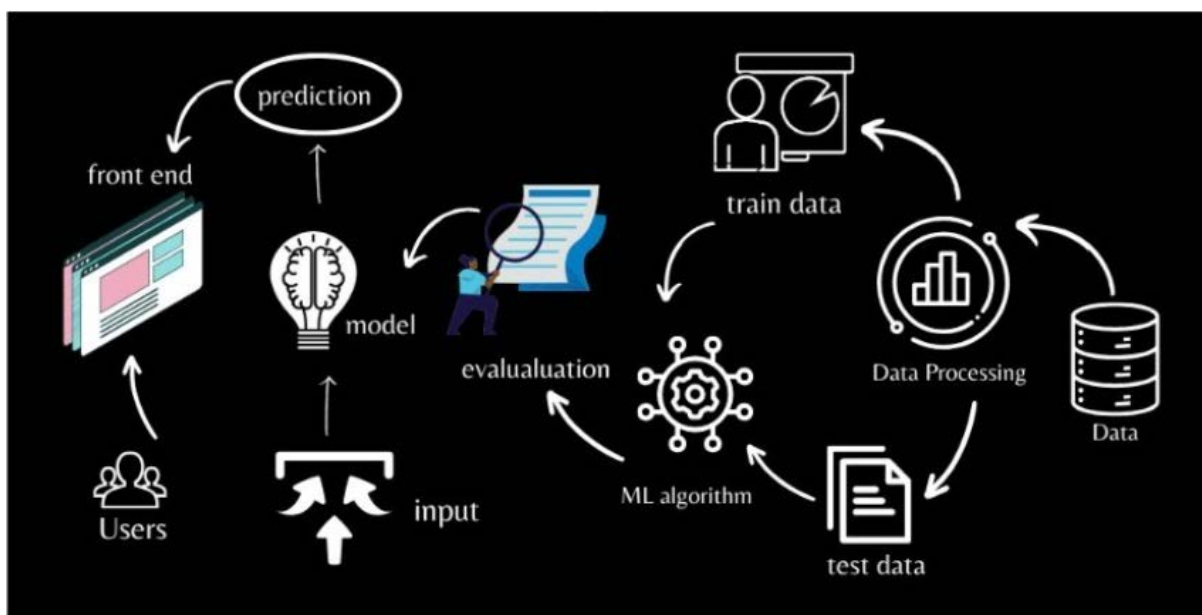 prediction
front end
train data
model
evalualuation
Data Processing
Data
ML algorithm
input
Users
test data